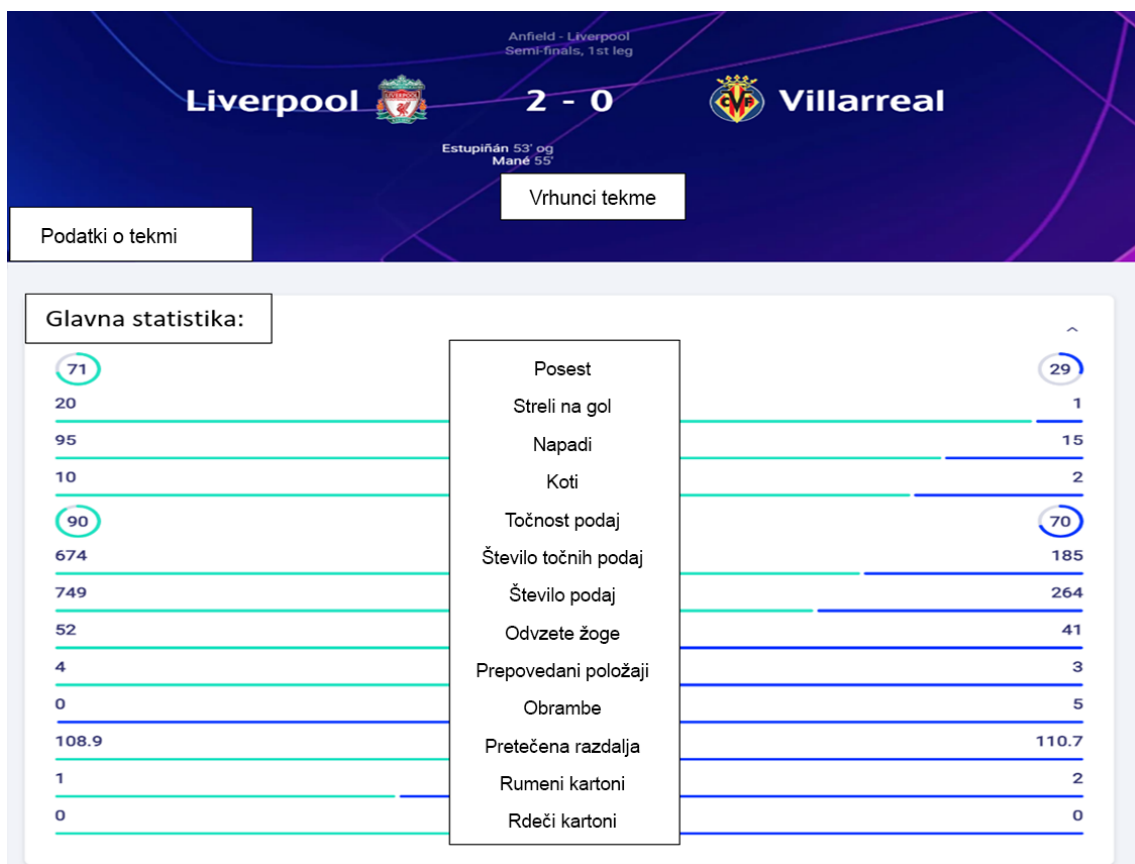 Anfield - Liverpool
Semi-finals, 1st leg
Liverpool 2 - 0 Villarreal
Estupiñán 53' og
Mané 55'
Vrhunci tekme
Podatki o tekmi
Glavna statistika:
71 Posest 29
20 Streli na gol 1
95 Napadi 15
10 Koti 2
90 Točnost podaj 70
674 Število točnih podaj 185
749 Število podaj 264
52 Odvzete žoge 41
4 Prepovedani položaji 3
0 Obrambe 5
108.9 Pretečena razdalja 110.7
1 Rumeni kartoni 2
0 Rdeči kartoni 0